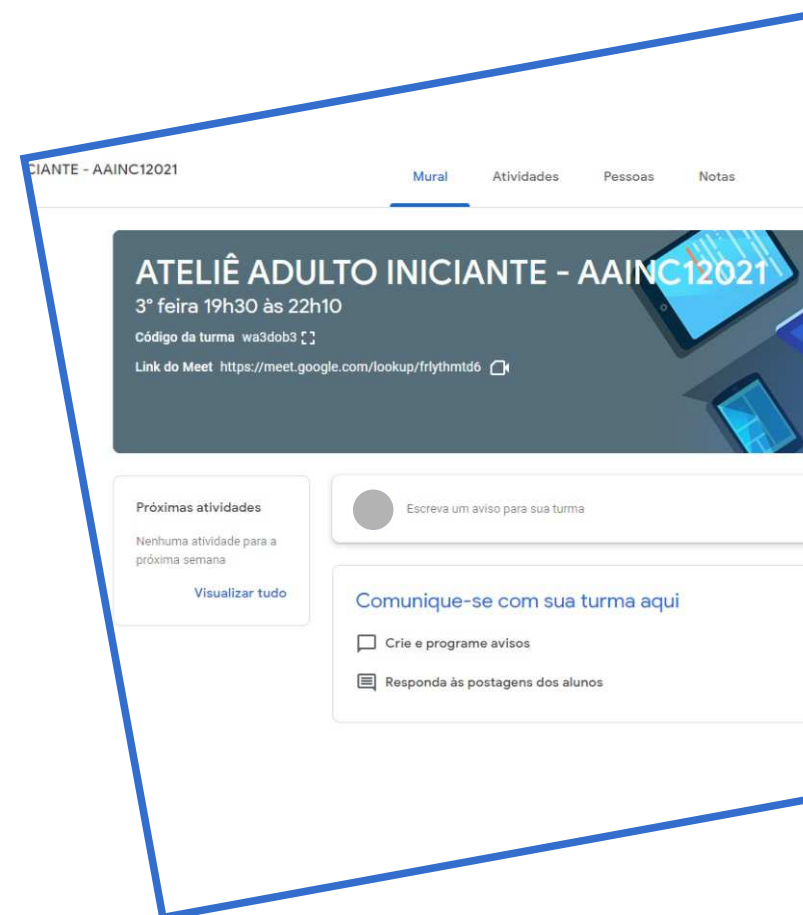 CIANTE - AAINC12021
Mural Atividades Pessoas Notas
ATELIÊ ADULTO INICIANTE - AAINC12021
3° feira 19h30 às 22h10
Código da turma wa3dob3
Link do Meet https://meet.google.com/lookup/frlythmtd6
Próximas atividades
Nenhuma atividade para a
próxima semana
Visualizar tudo
Escreva um aviso para sua turma
Comunique-se com sua turma aqui
Crie e programe avisos
Responda às postagens dos alunos